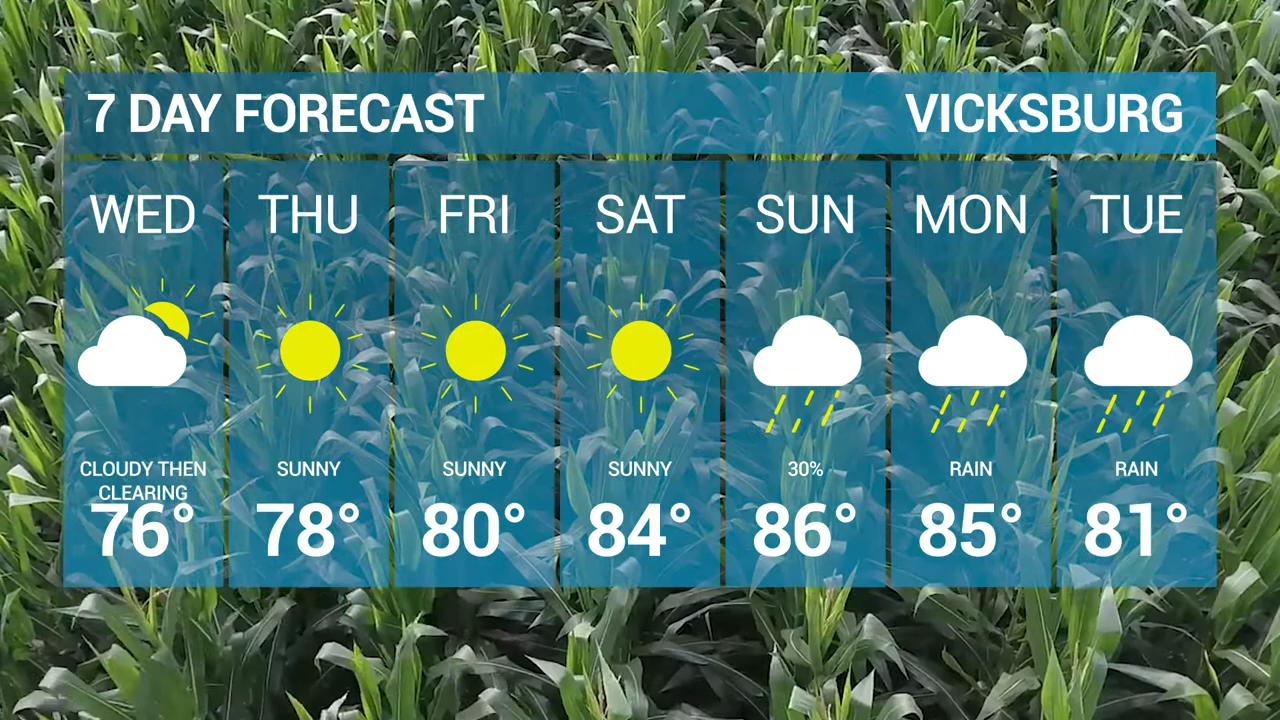 7 DAY FORECAST
VICKSBURG
WED
THU
FRI
SAT
SUN
MON
TUE
CLOUDY THEN
CLEARING
SUNNY
SUNNY
SUNNY
30%
RAIN
RAIN
76°
78°
80°
84°
86°
85°
81°